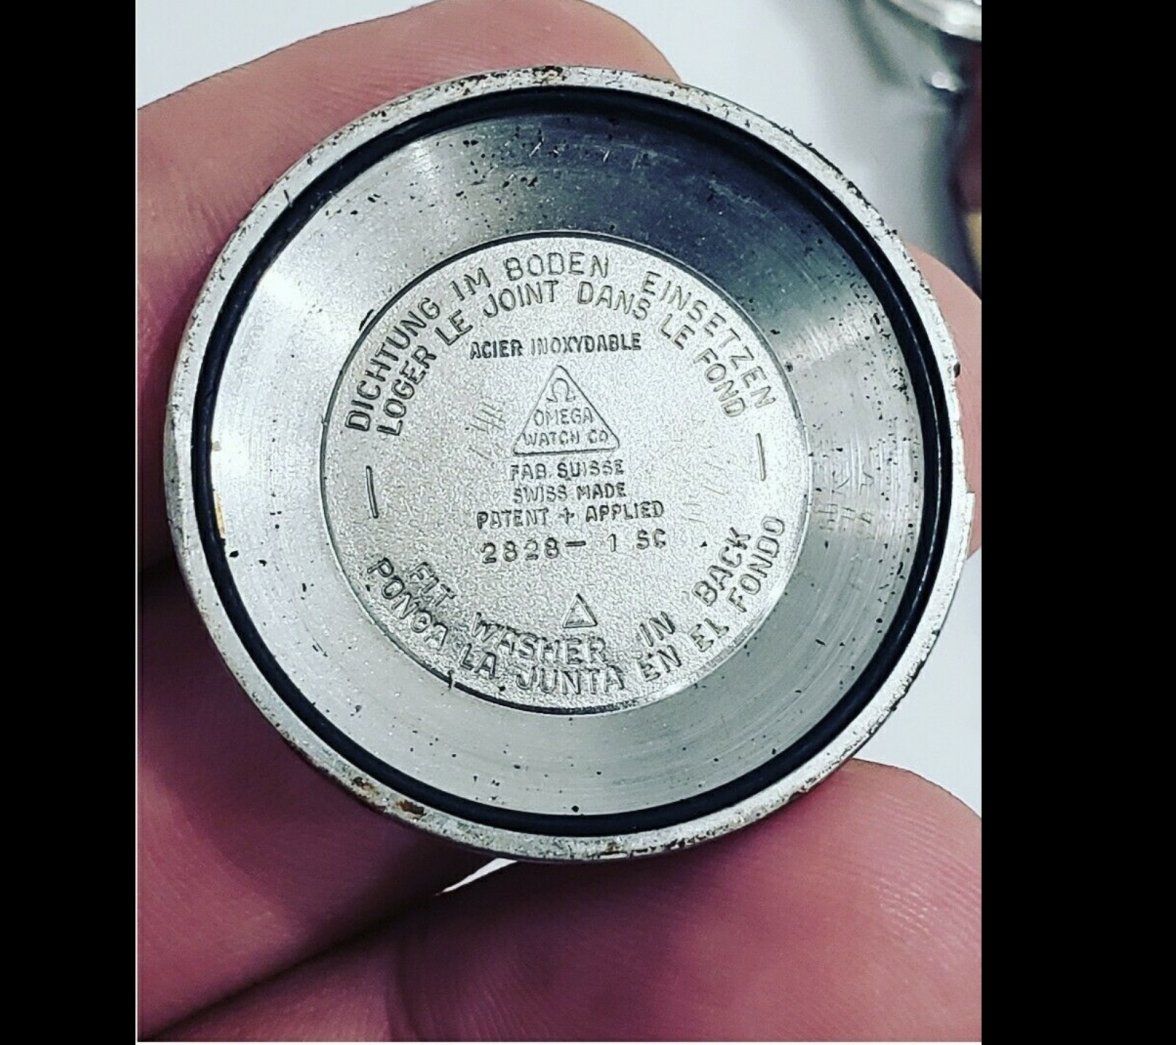 DICHTUNG IM BODEN EINSETZEN
LOGER LE JOINT DANS LE FOND
ACIER INOXYDABLE
Ω
OMEGA
WATCH CO
FAB. SUISSE
SWISS MADE
PATENT + APPLIED
2828- 1 SC
FIT WASHER IN BACK
PONGA LA JUNTA EN EL FONDO